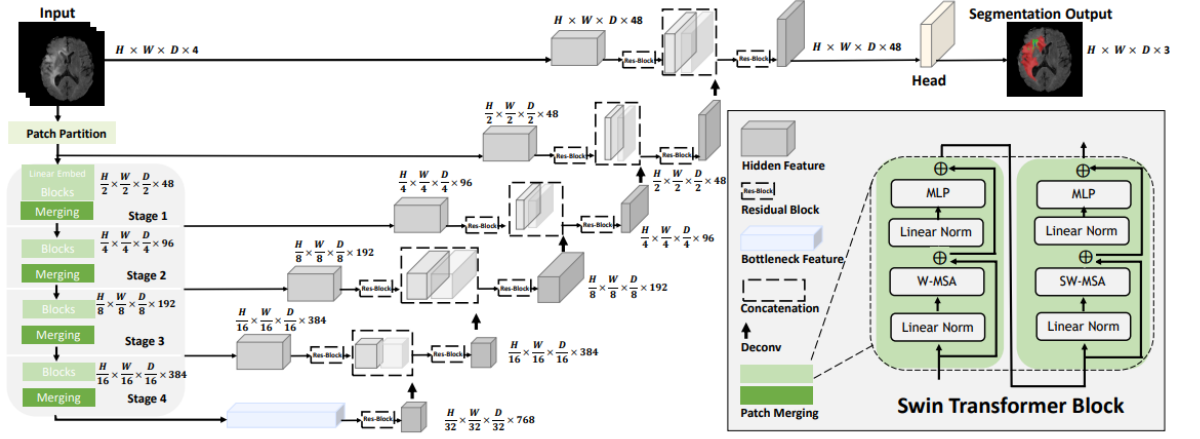 Input
Segmentation Output
H × W × D × 4
H × W × D × 48
Res-Block
Res-Block
H × W × D × 48
Head
H × W × D × 3
Patch Partition
H/2 × W/2 × D/2 × 48
Res-Block
Res-Block
H/2 × W/2 × D/2 × 48
Linear Embed
Blocks
H/2 × W/2 × D/2 × 48
Merging
Stage 1
H/4 × W/4 × D/4 × 96
Res-Block
Res-Block
H/4 × W/4 × D/4 × 96
Blocks
H/4 × W/4 × D/4 × 96
Merging
Stage 2
H/8 × W/8 × D/8 × 192
Res-Block
Res-Block
H/8 × W/8 × D/8 × 192
Blocks
H/8 × W/8 × D/8 × 192
Merging
Stage 3
H/16 × W/16 × D/16 × 384
Res-Block
Res-Block
H/16 × W/16 × D/16 × 384
Blocks
H/16 × W/16 × D/16 × 384
Merging
Stage 4
Res-Block
H/32 × W/32 × D/32 × 768
Hidden Feature
Res-Block
Residual Block
Bottleneck Feature
Concatenation
Deconv
Patch Merging
MLP
Linear Norm
W-MSA
Linear Norm
MLP
Linear Norm
SW-MSA
Linear Norm
Swin Transformer Block